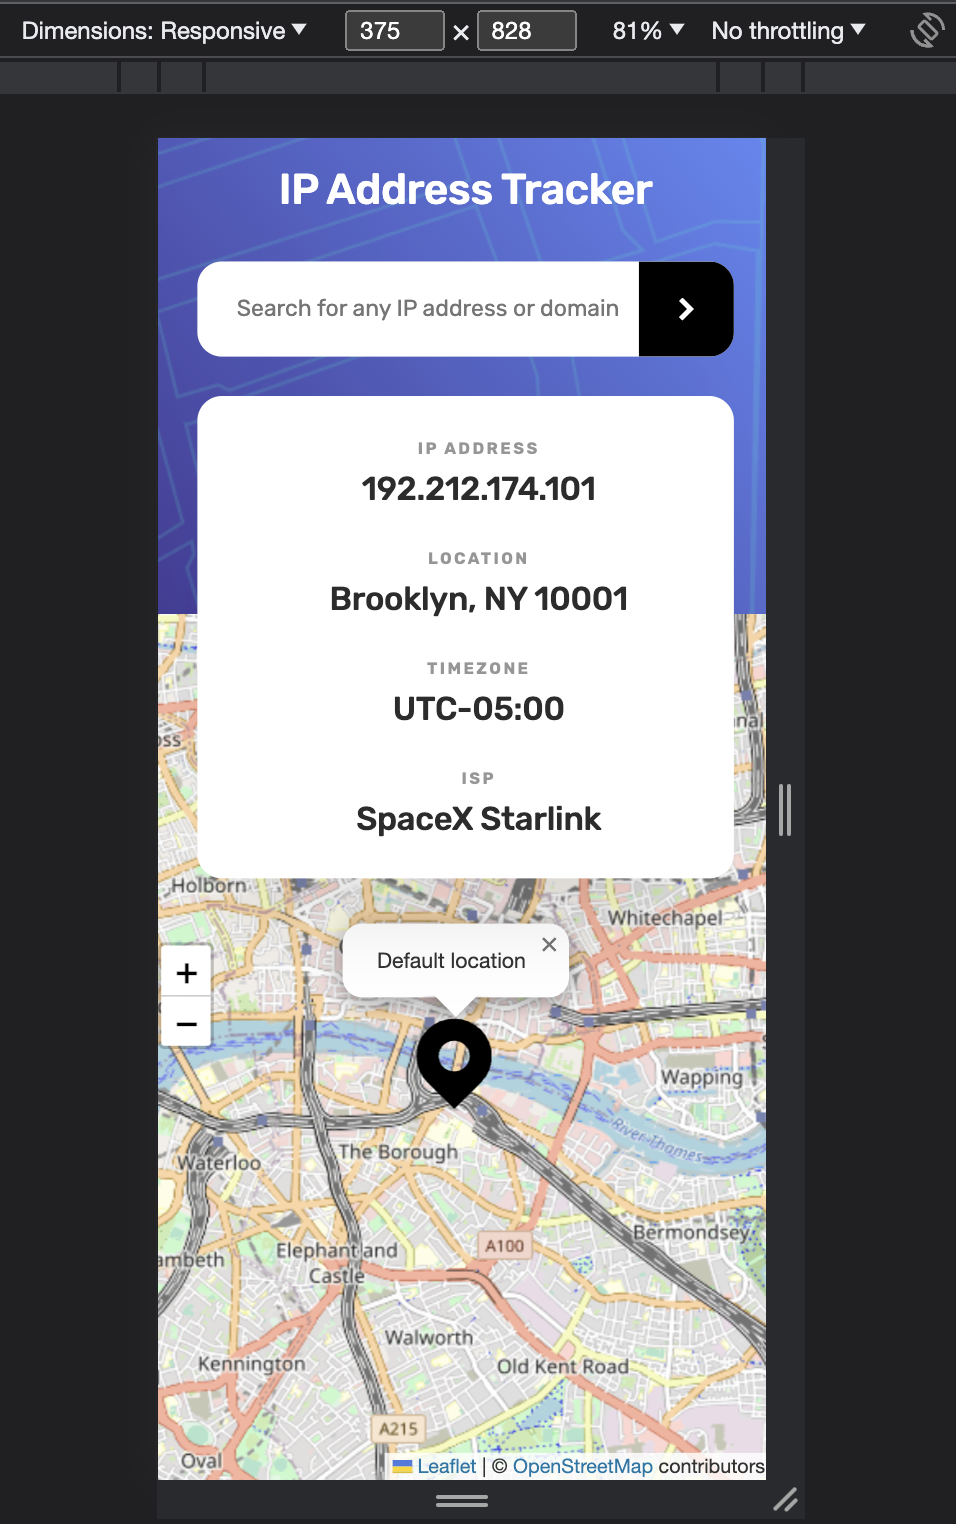 Dimensions: Responsive ▼ 375 × 828 81% ▼ No throttling ▼
IP Address Tracker
Search for any IP address or domain
IP ADDRESS
192.212.174.101
LOCATION
Brooklyn, NY 10001
TIMEZONE
UTC-05:00
ISP
SpaceX Starlink
nal
oss
Holborn
Whitechapel
Default location ×
+
−
Wapping
River Thames
The Borough
Waterloo
Bermondsey
A100
Elephant and
Castle
ambeth
Walworth
Kennington
Old Kent Road
A215
Oval
Leaflet | © OpenStreetMap contributors